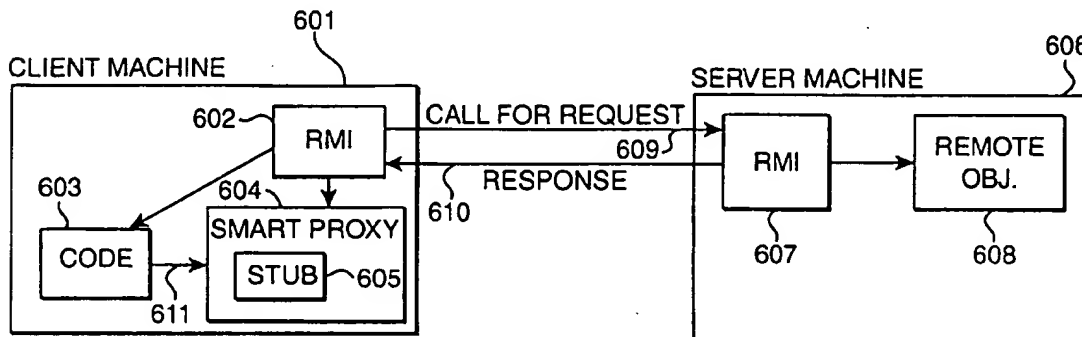 601
606
CLIENT MACHINE
SERVER MACHINE
602
CALL FOR REQUEST
RMI
609
RMI
REMOTE
OBJ.
RESPONSE
603
604
610
SMART PROXY
CODE
STUB
605
607
608
611